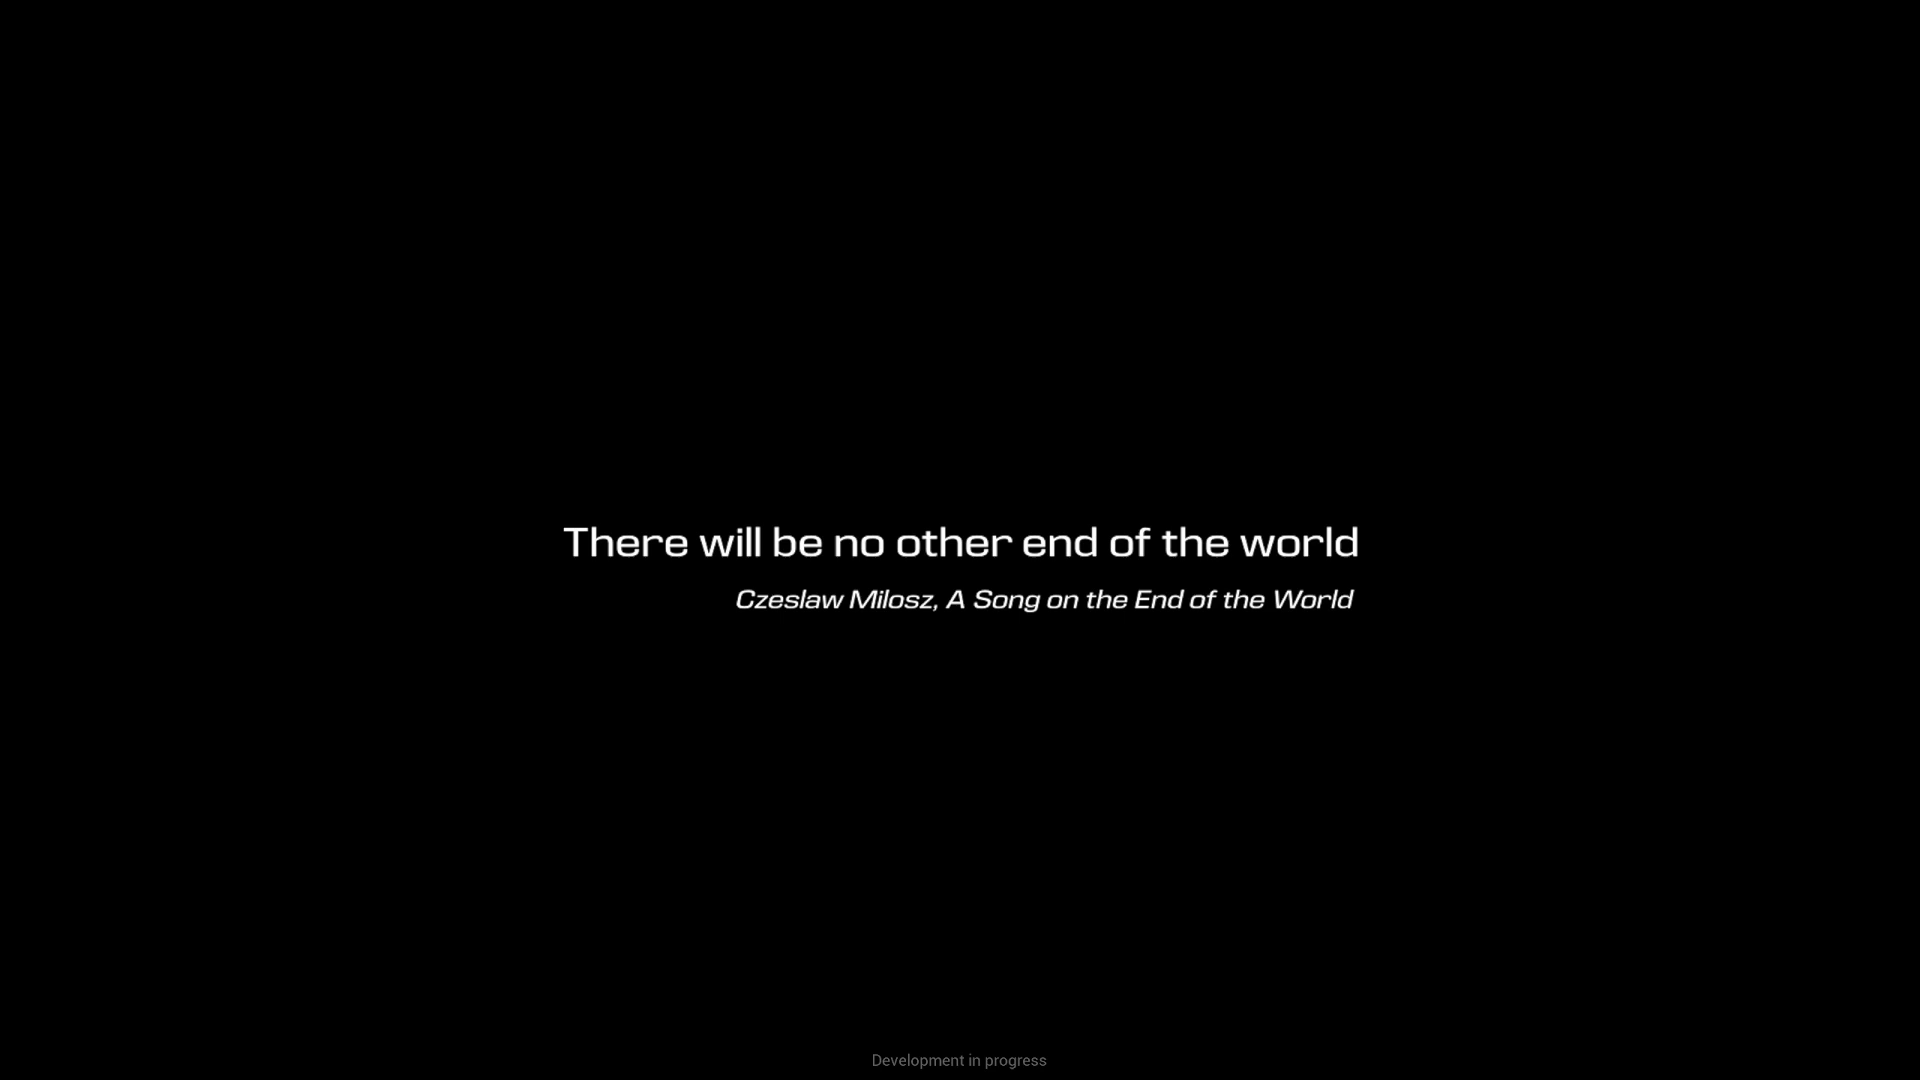 There will be no other end of the world
Czeslaw Milosz, A Song on the End of the World
Development in progress